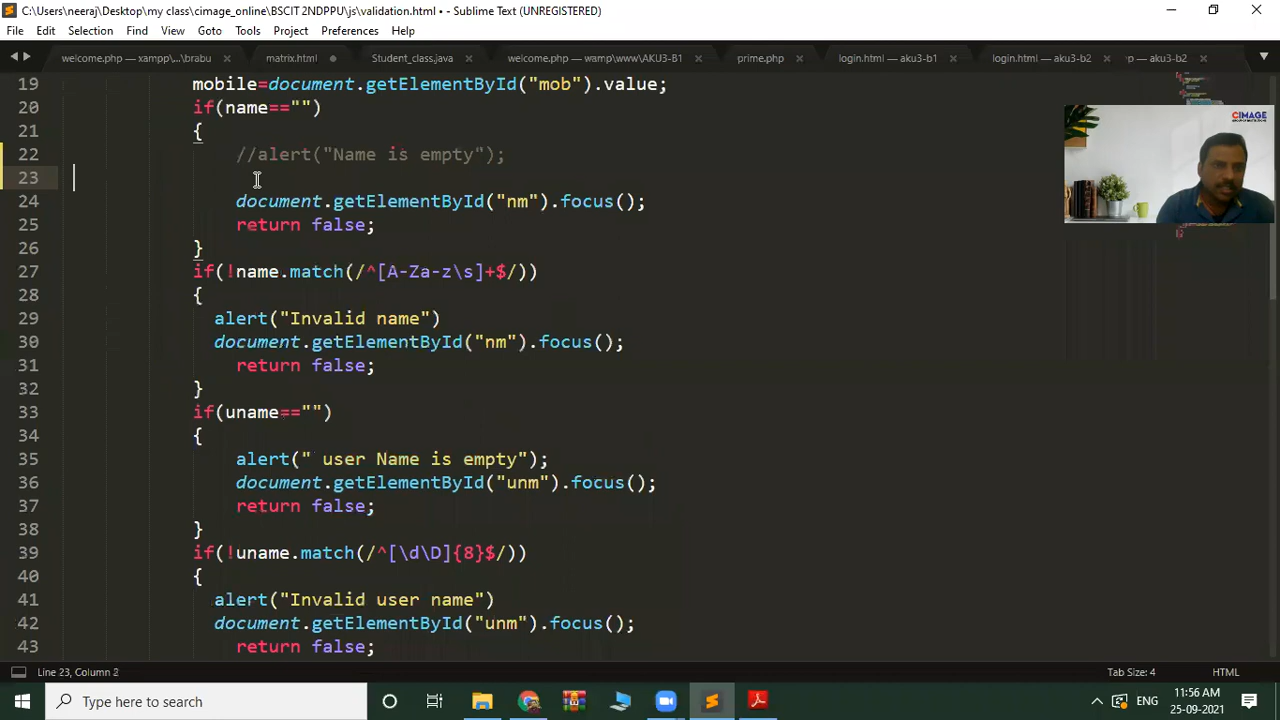 C:\Users\neeraj\Desktop\my class\cimage_online\BSCIT 2NDPPU\js\validation.html • - Sublime Text (UNREGISTERED)
File Edit Selection Find View Goto Tools Project Preferences Help
welcome.php — xampp\...\brabu matrix.html Student_class.java welcome.php — wamp\www\AKU3-B1 prime.php login.html — aku3-b1 login.html — aku3-b2 p — aku3-b2
19 mobile=document.getElementById("mob").value;
20 if(name=="")
21 {
22 //alert("Name is empty");
23
24 document.getElementById("nm").focus();
25 return false;
26 }
27 if(!name.match(/^[A-Za-z\s]+$/))
28 {
29 alert("Invalid name")
30 document.getElementById("nm").focus();
31 return false;
32 }
33 if(uname=="")
34 {
35 alert(" user Name is empty");
36 document.getElementById("unm").focus();
37 return false;
38 }
39 if(!uname.match(/^[\d\D]{8}$/))
40 {
41 alert("Invalid user name")
42 document.getElementById("unm").focus();
43 return false;
CIMAGE
Line 23, Column 2 Tab Size: 4 HTML
Type here to search
ENG
11:56 AM
25-09-2021